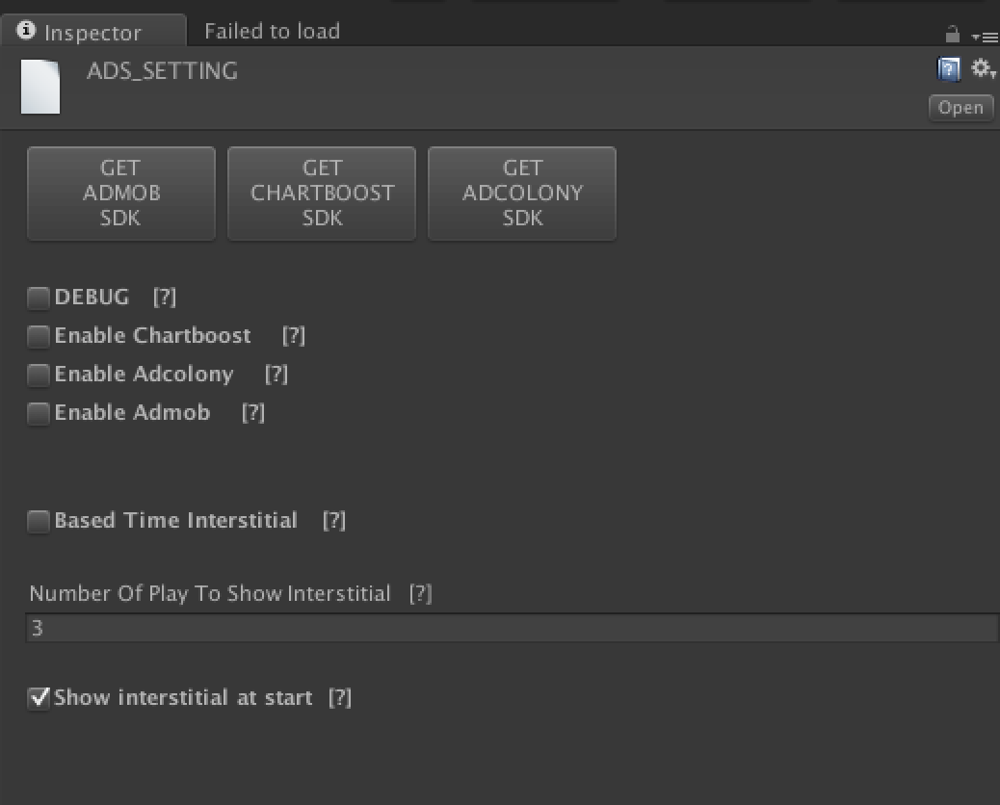 Inspector Failed to load
ADS_SETTING
Open
GET
ADMOB
SDK
GET
CHARTBOOST
SDK
GET
ADCOLONY
SDK
DEBUG [?]
Enable Chartboost [?]
Enable Adcolony [?]
Enable Admob [?]
Based Time Interstitial [?]
Number Of Play To Show Interstitial [?]
3
Show interstitial at start [?]